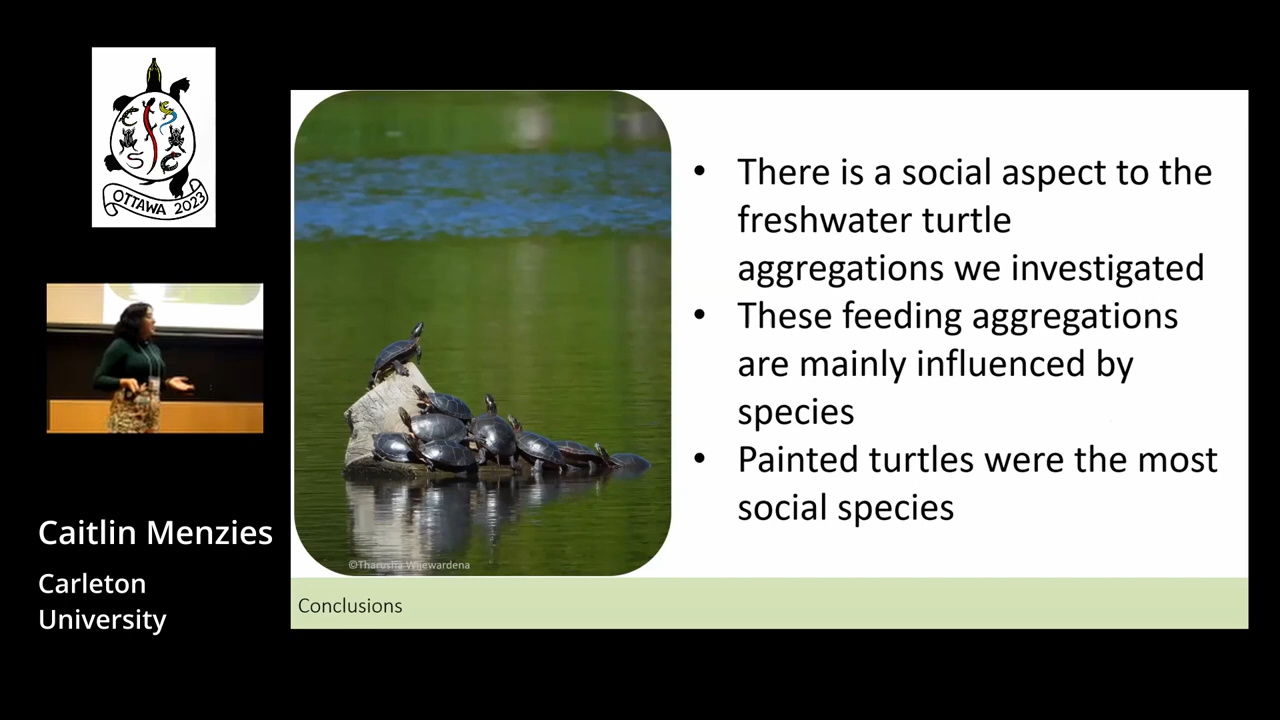 C
S
C
OTTAWA 2023
Caitlin Menzies
Carleton
University
• There is a social aspect to the
freshwater turtle
aggregations we investigated
• These feeding aggregations
are mainly influenced by
species
• Painted turtles were the most
social species
©Tharusha Wijewardena
Conclusions